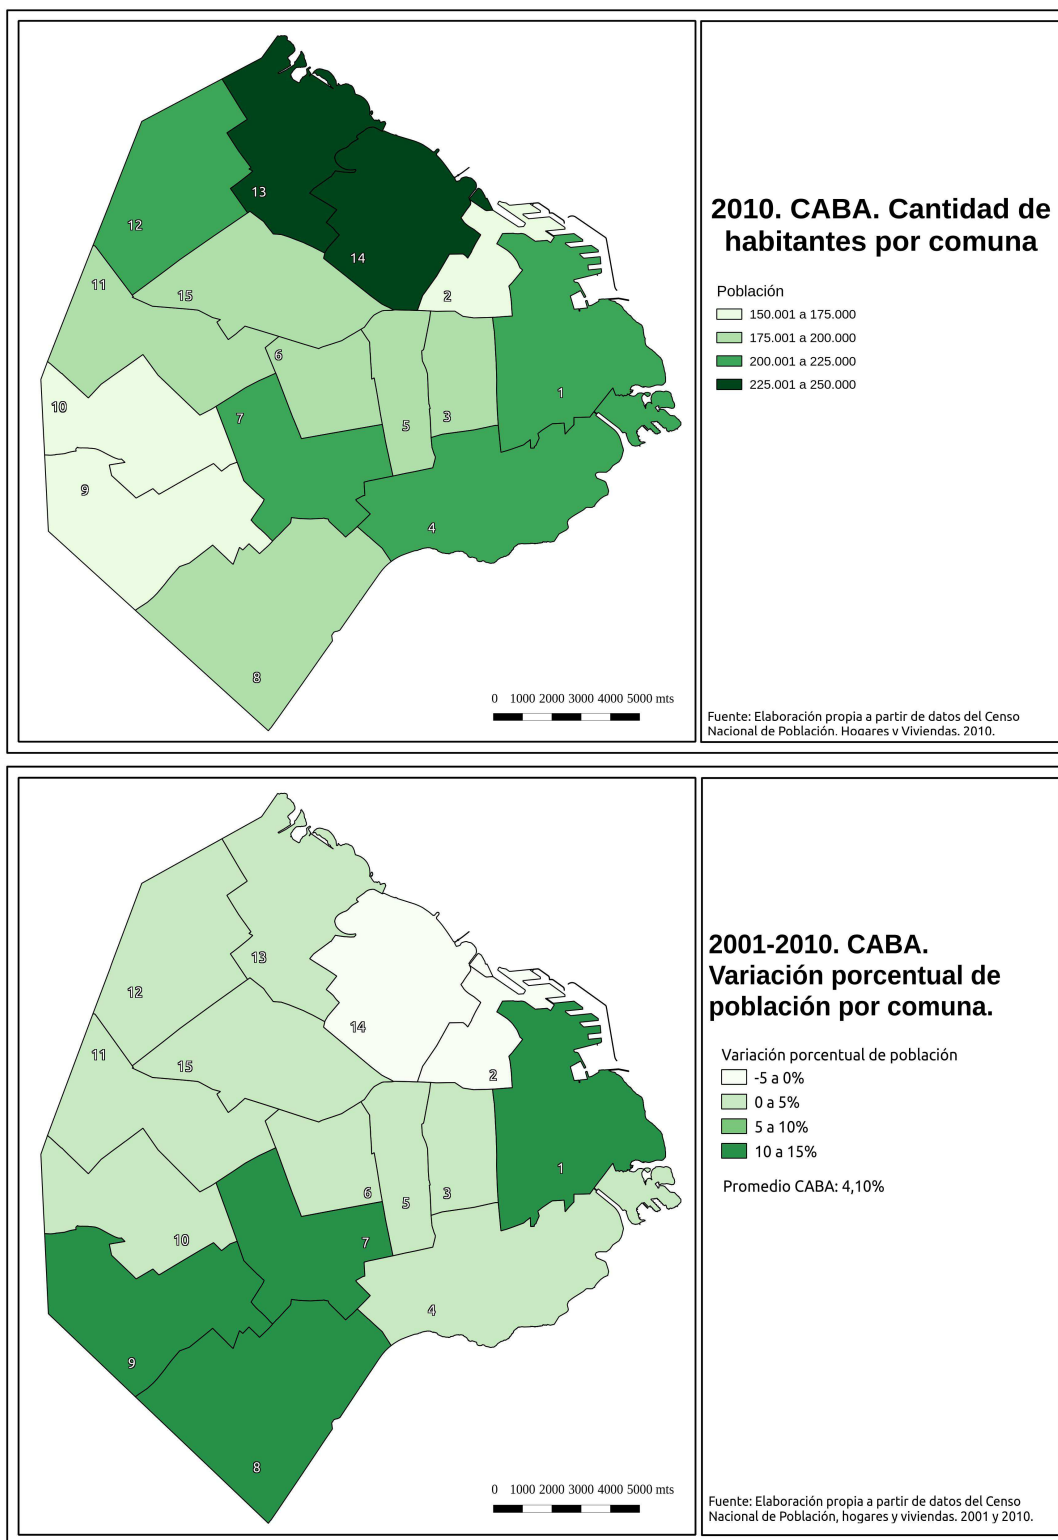 2010. CABA. Cantidad de
habitantes por comuna
Población
150.001 a 175.000
175.001 a 200.000
200.001 a 225.000
225.001 a 250.000
13
12
14
11
15
2
6
10
7
1
5
3
9
4
8
0 1000 2000 3000 4000 5000 mts
Fuente: Elaboración propia a partir de datos del Censo
Nacional de Población. Hogares y Viviendas. 2010.
2001-2010. CABA.
Variación porcentual de
población por comuna.
Variación porcentual de población
-5 a 0%
0 a 5%
5 a 10%
10 a 15%
Promedio CABA: 4,10%
13
12
14
11
15
2
1
6
5
3
10
7
4
9
8
0 1000 2000 3000 4000 5000 mts
Fuente: Elaboración propia a partir de datos del Censo
Nacional de Población, hogares y viviendas. 2001 y 2010.